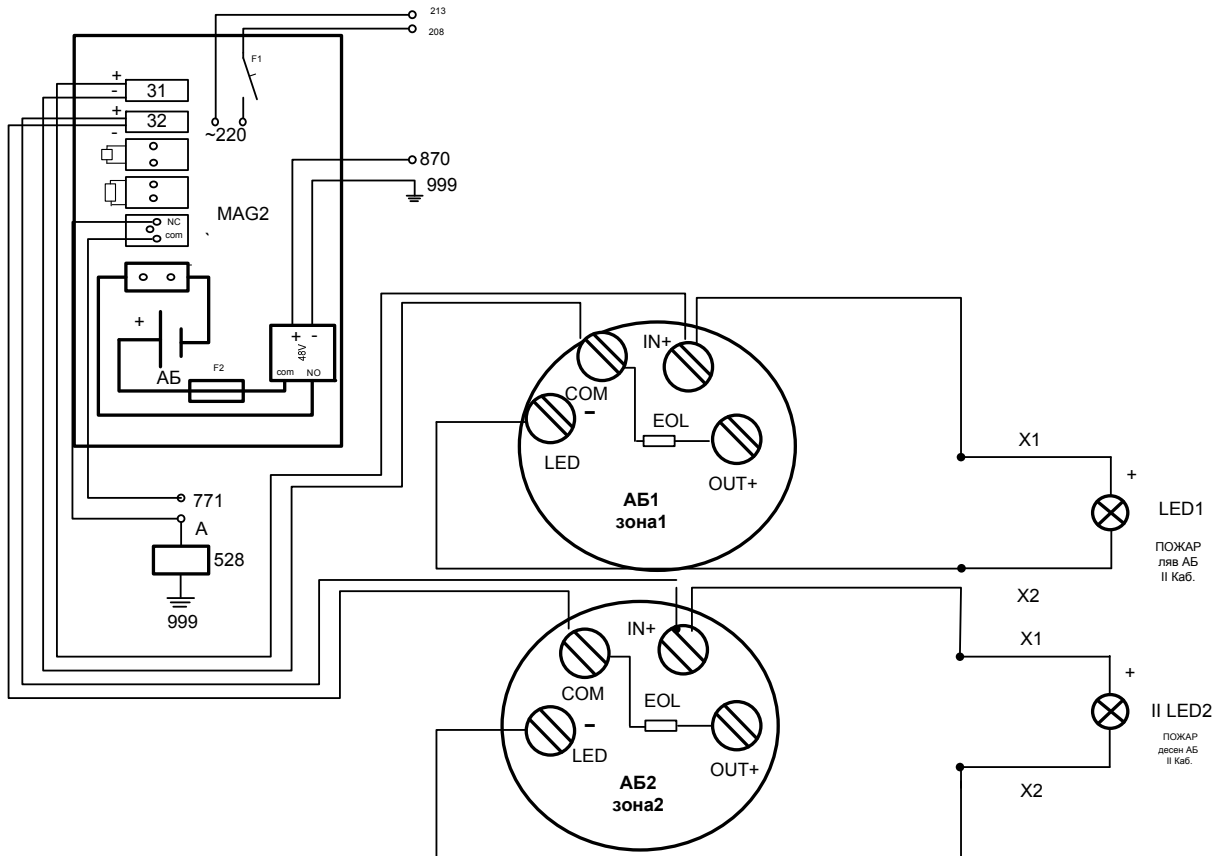 213
208
F1
+
-
31
+
-
32
~220
870
999
MAG2
NC
com
+
АБ
F2
+ -
48V
com NO
771
A
528
999
IN+
COM
-
EOL
LED
OUT+
АБ1
зона1
X1
+
LED1
ПОЖАР
ляв АБ
II Каб.
X2
IN+
COM
EOL
-
LED
OUT+
АБ2
зона2
X1
+
II LED2
ПОЖАР
десен АБ
II Каб.
X2